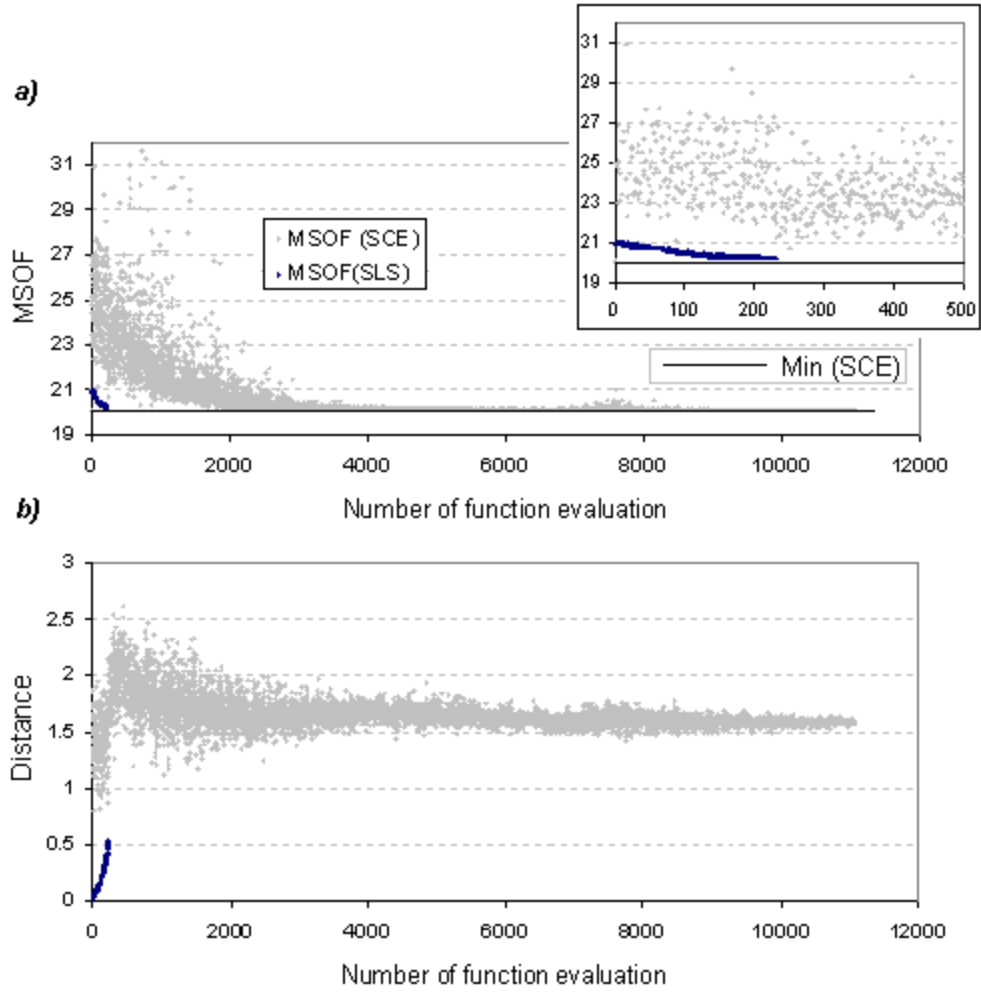 a)
31
29
27
25
23
21
19
MSOF
MSOF (SCE)
MSOF(SLS)
Min (SCE)
0 2000 4000 6000 8000 10000 12000
Number of function evaluation
31
29
27
25
23
21
19
0 100 200 300 400 500
b)
3
2.5
2
1.5
1
0.5
0
Distance
0 2000 4000 6000 8000 10000 12000
Number of function evaluation